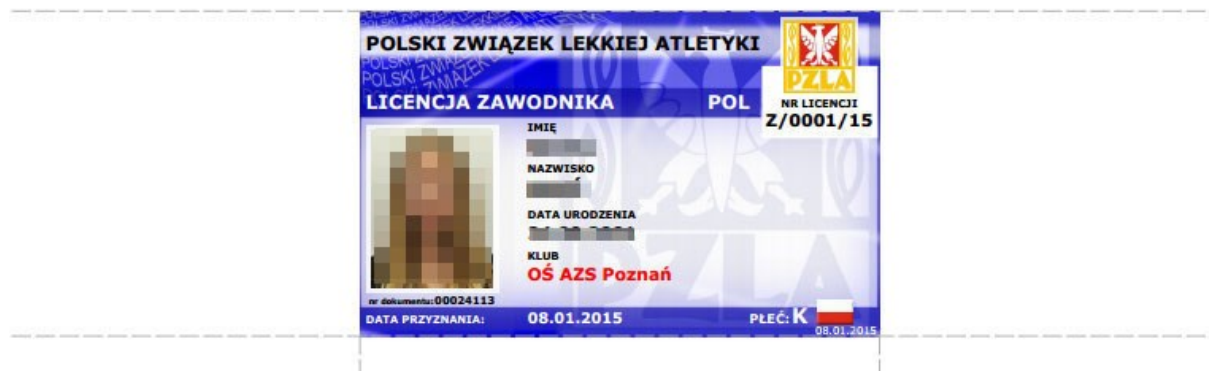 POLSKI ZWIĄZEK LEKKIEJ ATLETYKI
PZLA
LICENCJA ZAWODNIKA POL
NR LICENCJI
Z/0001/15
IMIĘ
NAZWISKO
DATA URODZENIA
KLUB
OŚ AZS Poznań
nr dokumentu: 00024113
DATA PRZYZNANIA: 08.01.2015 PŁEĆ: K
08.01.2015
PZLA